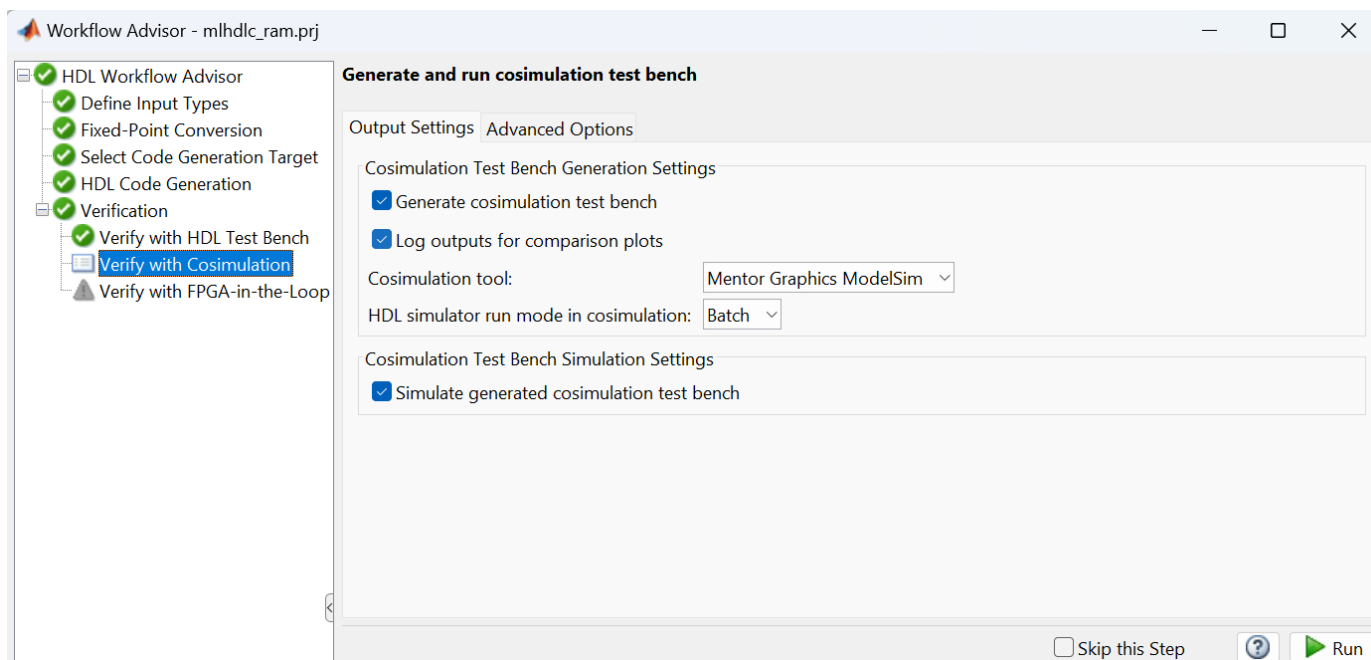 Workflow Advisor - mlhdlc_ram.prj
HDL Workflow Advisor
Define Input Types
Fixed-Point Conversion
Select Code Generation Target
HDL Code Generation
Verification
Verify with HDL Test Bench
Verify with Cosimulation
Verify with FPGA-in-the-Loop
Generate and run cosimulation test bench
Output Settings Advanced Options
Cosimulation Test Bench Generation Settings
Generate cosimulation test bench
Log outputs for comparison plots
Cosimulation tool: Mentor Graphics ModelSim
HDL simulator run mode in cosimulation: Batch
Cosimulation Test Bench Simulation Settings
Simulate generated cosimulation test bench
Skip this Step ? Run